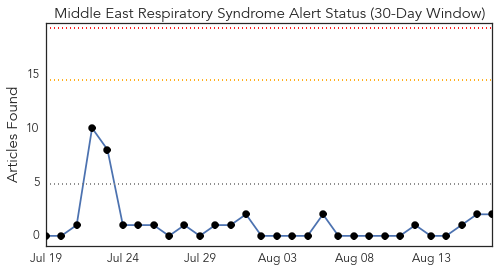 Middle East Respiratory Syndrome Alert Status (30-Day Window)
Articles Found
15
10
5
0
Jul 19 Jul 24 Jul 29 Aug 03 Aug 08 Aug 13